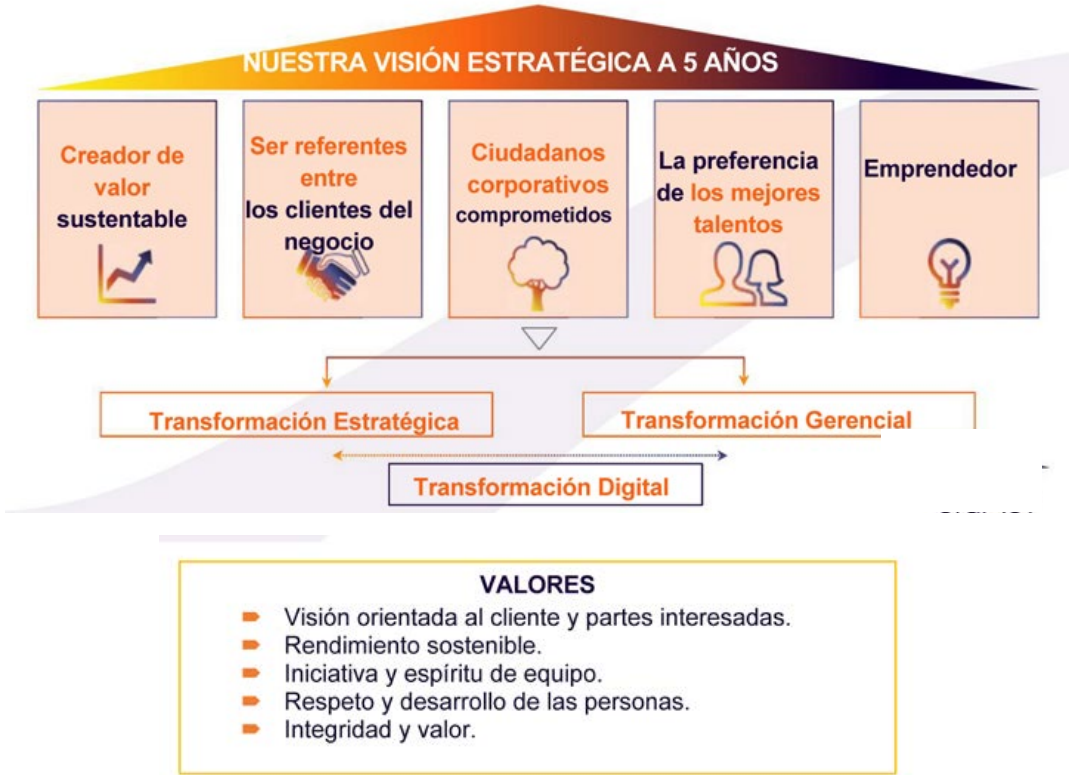 NUESTRA VISIÓN ESTRATÉGICA A 5 AÑOS
Creador de
valor
sustentable
Ser referentes
entre
los clientes del
negocio
Ciudadanos
corporativos
comprometidos
La preferencia
de los mejores
talentos
Emprendedor
Transformación Estratégica
Transformación Gerencial
Transformación Digital
VALORES
Visión orientada al cliente y partes interesadas.
Rendimiento sostenible.
Iniciativa y espíritu de equipo.
Respeto y desarrollo de las personas.
Integridad y valor.